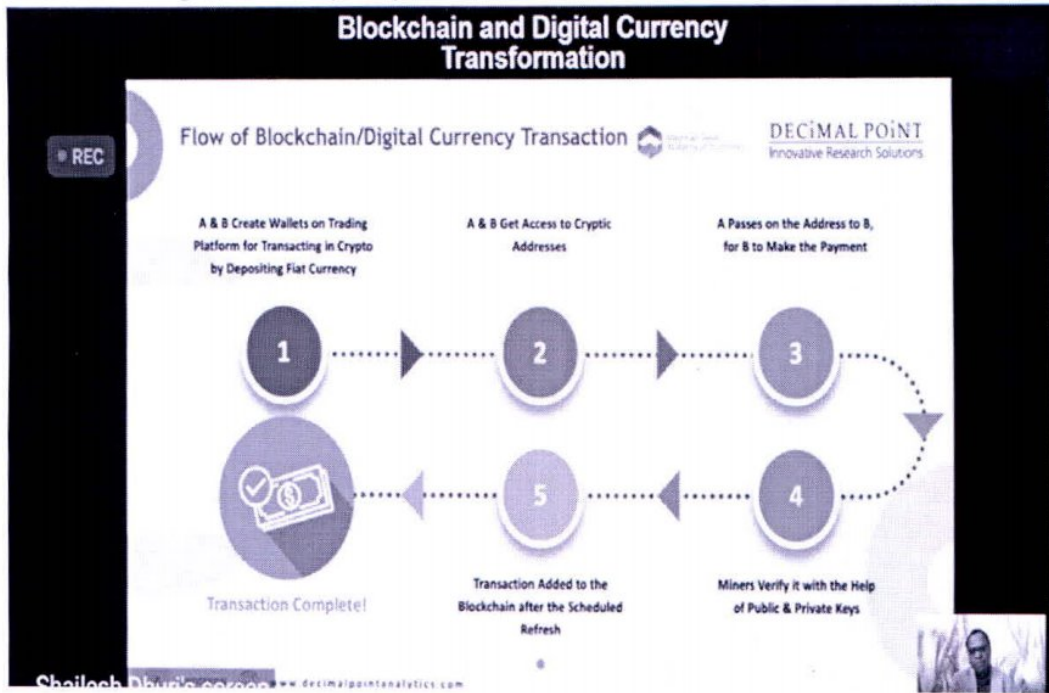 Blockchain and Digital Currency
Transformation
REC
Flow of Blockchain/Digital Currency Transaction
DECiMAL POiNT
Innovative Research Solutions
A & B Create Wallets on Trading
Platform for Transacting in Crypto
by Depositing Fiat Currency
A & B Get Access to Cryptic
Addresses
A Passes on the Address to B,
for B to Make the Payment
1
2
3
5
4
Transaction Complete!
Transaction Added to the
Blockchain after the Scheduled
Refresh
Miners Verify it with the Help
of Public & Private Keys
Shailesh Dhuri's screen
www.decimalpointanalytics.com